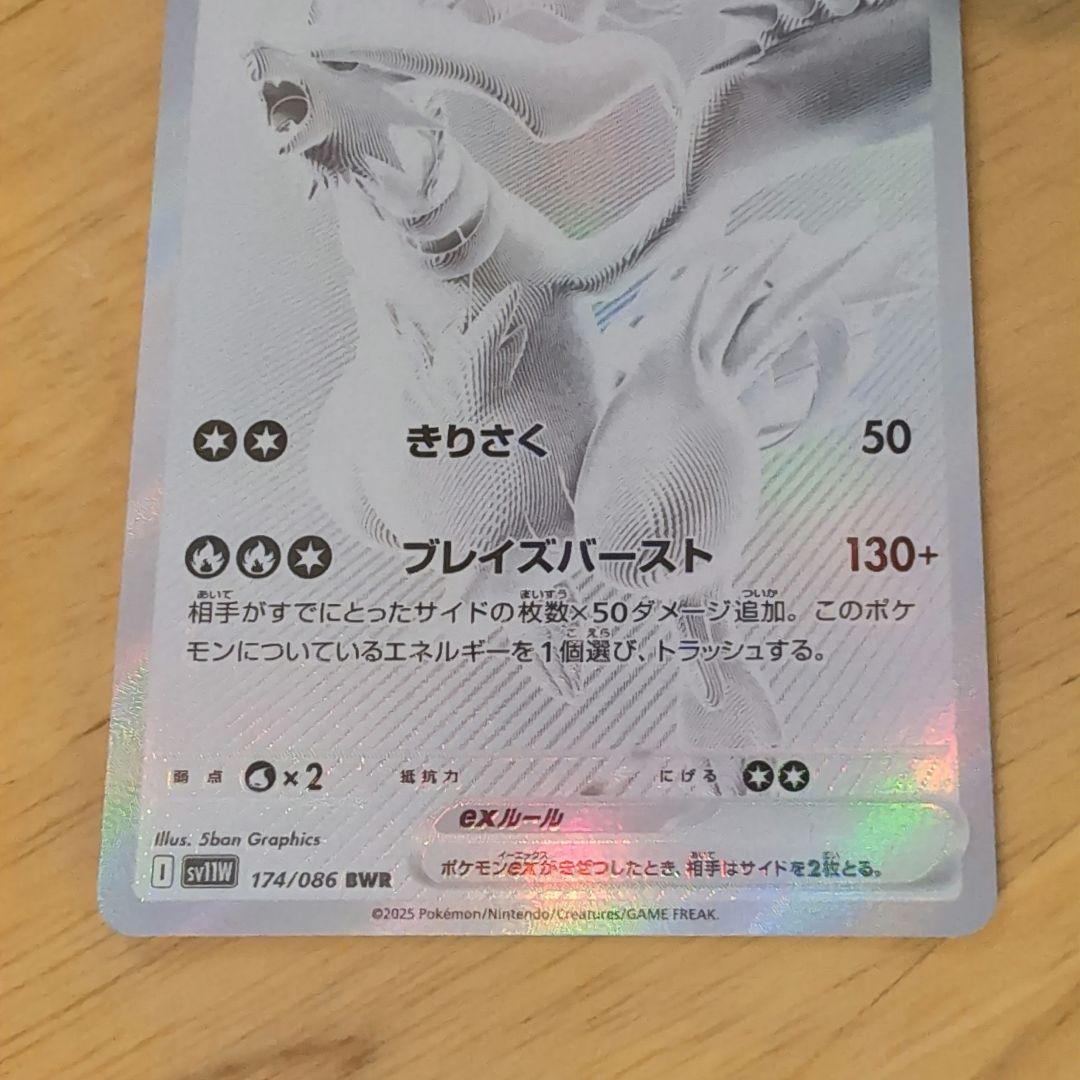 きりさく 50
ブレイズバースト 130+
相手がすでにとったサイドの枚数×50ダメージ追加。このポケ
モンについているエネルギーを1個選び、トラッシュする。
弱点 ×2 抵抗力 にげる
exルール
ポケモンexがきぜつしたとき、相手はサイドを2枚とる。
Illus. 5ban Graphics
I sv11W 174/086 BWR
©2025 Pokémon/Nintendo/Creatures/GAME FREAK.